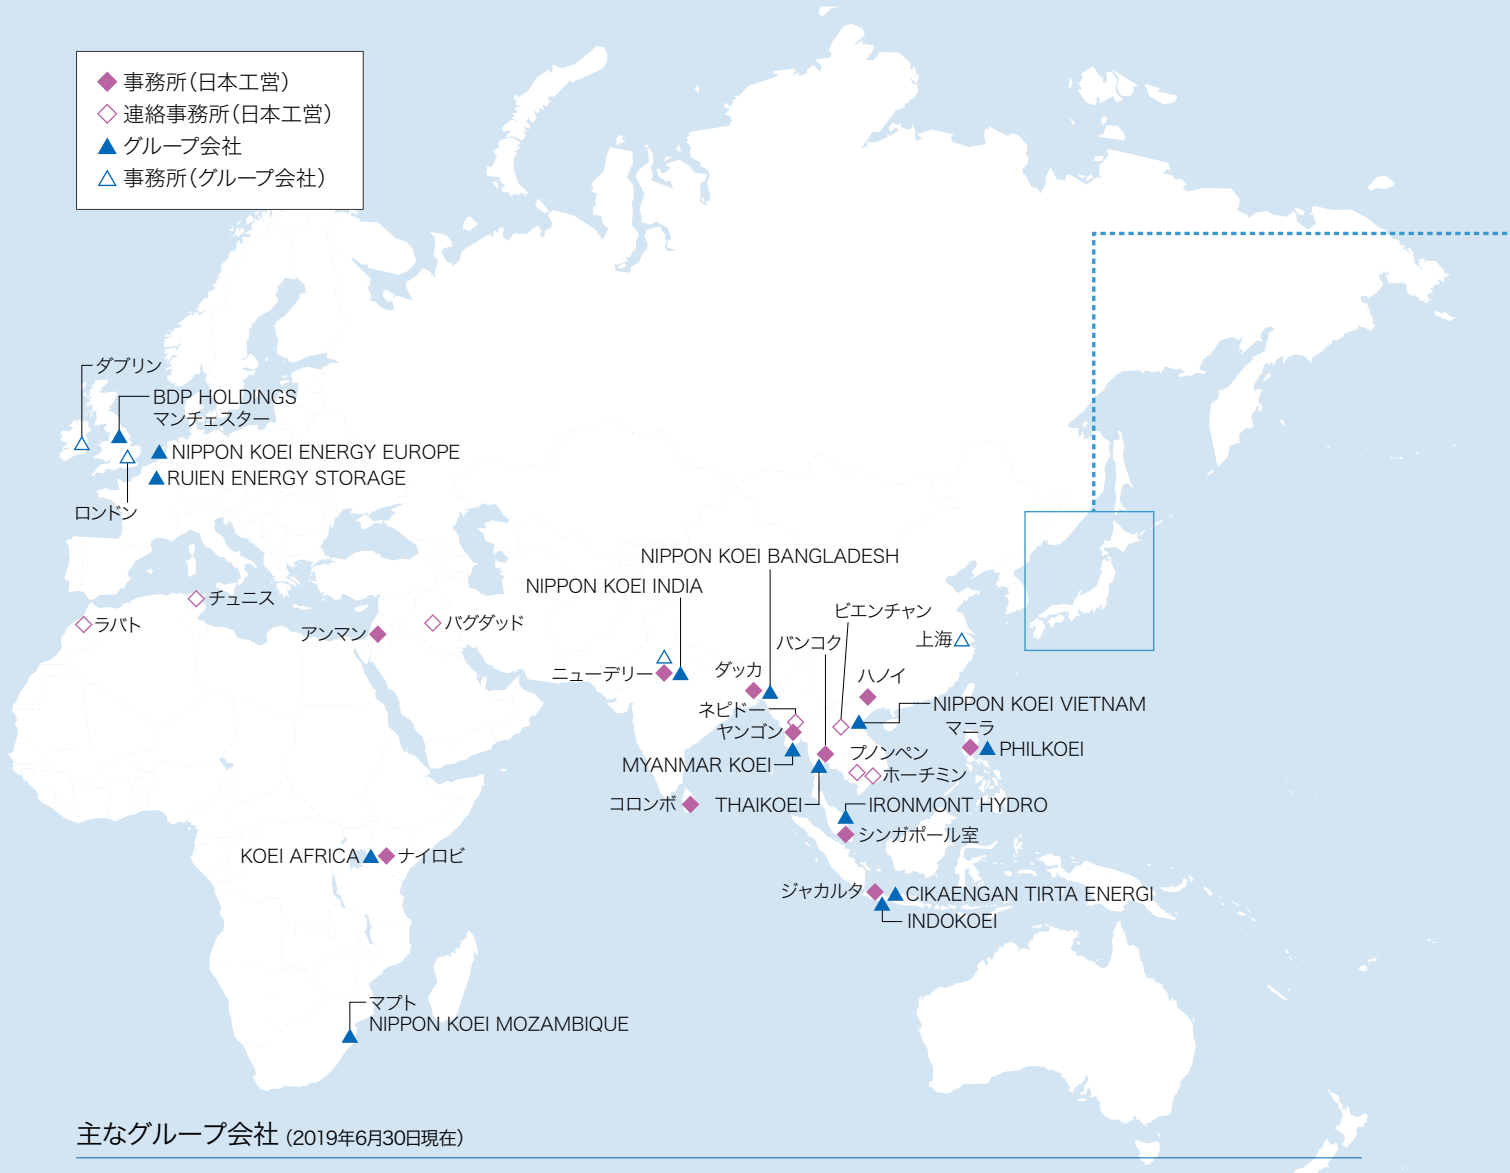 事務所(日本工営)
連絡事務所(日本工営)
グループ会社
事務所(グループ会社)
ダブリン
BDP HOLDINGS
マンチェスター
NIPPON KOEI ENERGY EUROPE
RUIEN ENERGY STORAGE
ロンドン
NIPPON KOEI BANGLADESH
NIPPON KOEI INDIA
チュニス
ラバト
バグダッド
アンマン
ビエンチャン
上海
バンコク
ニューデリー
ダッカ
ハノイ
ネピドー
NIPPON KOEI VIETNAM
ヤンゴン
マニラ
PHILKOEI
プノンペン
MYANMAR KOEI
ホーチミン
コロンボ
THAIKOEI
IRONMONT HYDRO
シンガポール室
KOEI AFRICA
ナイロビ
ジャカルタ
CIKAENGAN TIRTA ENERGI
INDOKOEI
マプト
NIPPON KOEI MOZAMBIQUE
主なグループ会社(2019年6月30日現在)